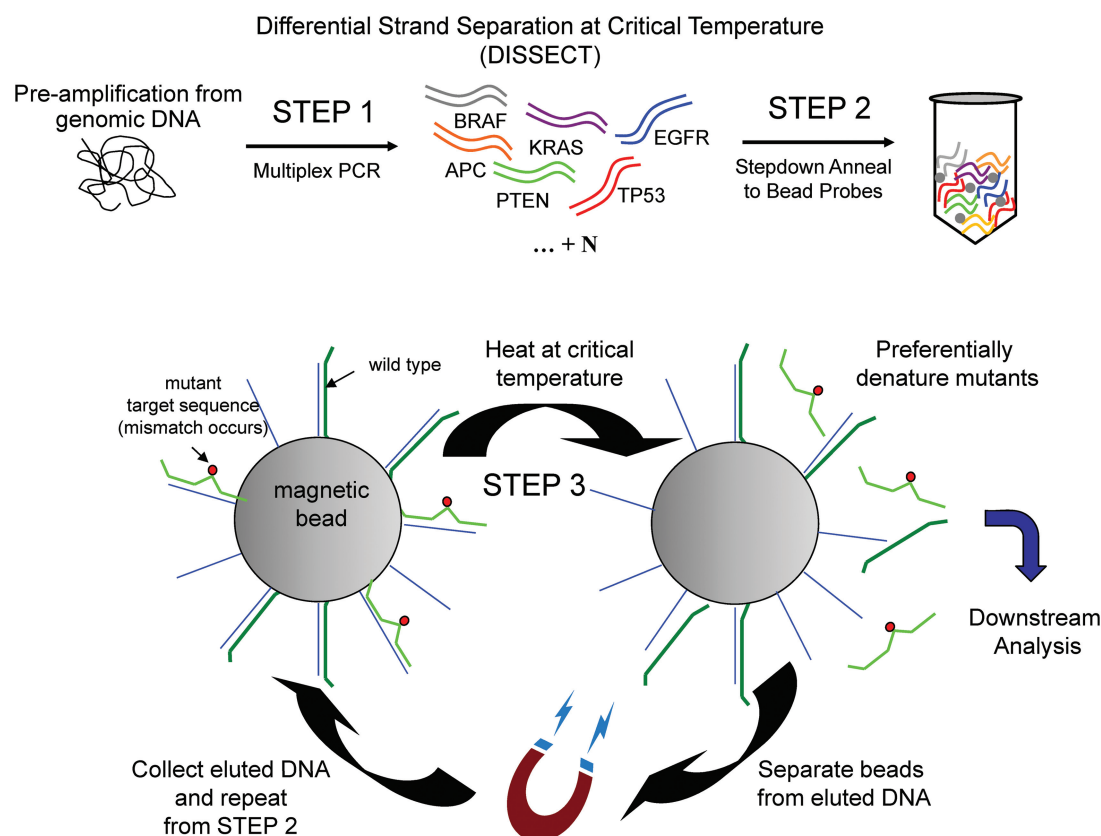 Differential Strand Separation at Critical Temperature
(DISSECT)
Pre-amplification from
genomic DNA
STEP 1
Multiplex PCR
BRAF
KRAS
EGFR
APC
PTEN
TP53
... + N
STEP 2
Stepdown Anneal
to Bead Probes
mutant
target sequence
(mismatch occurs)
wild type
magnetic
bead
Heat at critical
temperature
STEP 3
Preferentially
denature mutants
Downstream
Analysis
Collect eluted DNA
and repeat
from STEP 2
Separate beads
from eluted DNA